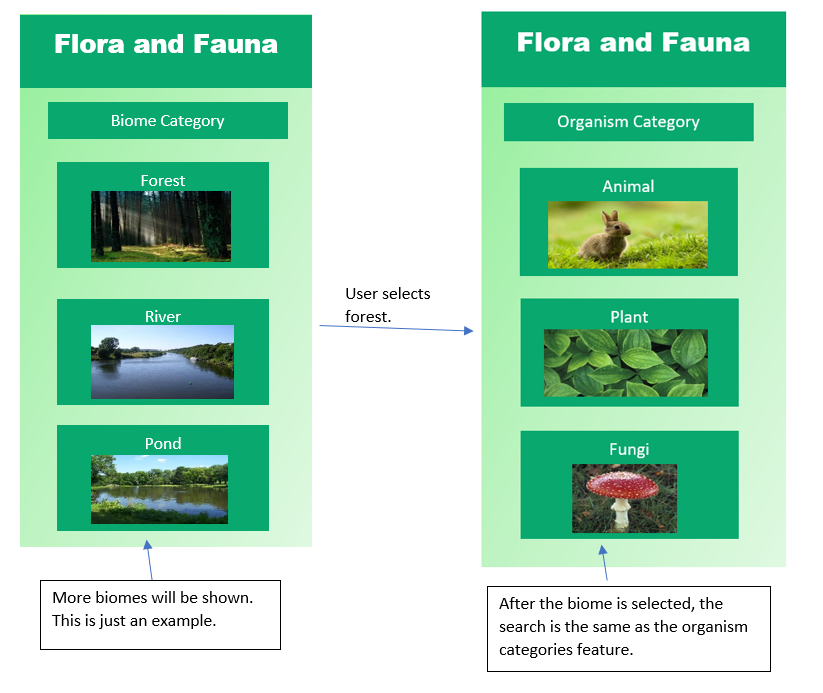 Flora and Fauna
Biome Category
Forest
River
Pond
More biomes will be shown.
This is just an example.
User selects
forest.
Flora and Fauna
Organism Category
Animal
Plant
Fungi
After the biome is selected, the
search is the same as the organism
categories feature.